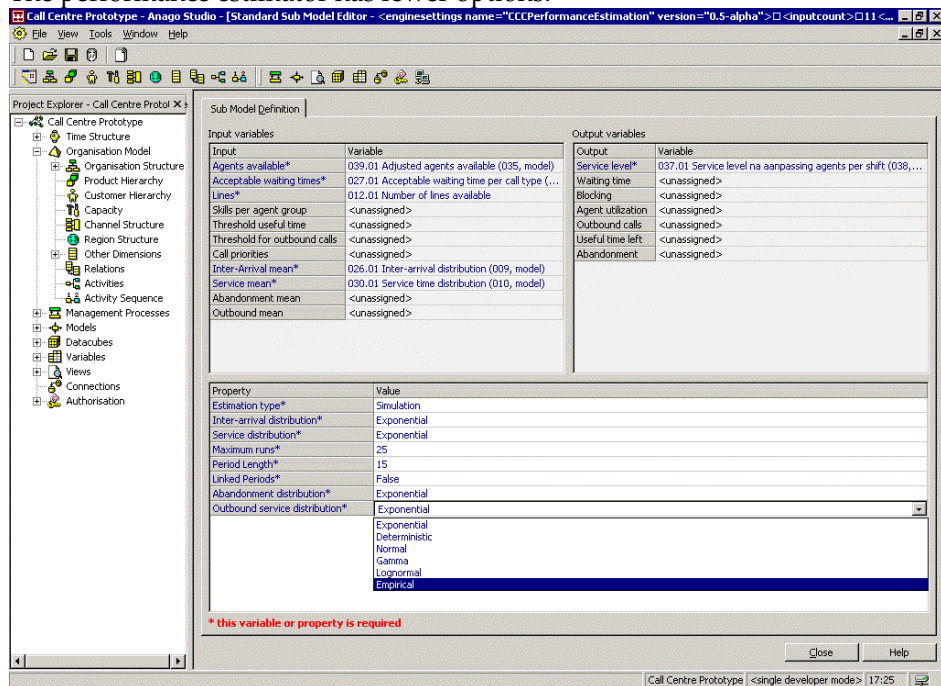 The performance estimator has fewer options.
Call Centre Prototype - Anago Studio - [Standard Sub Model Editor - <enginesettings name="CCCPerformanceEstimation" version="0.5-alpha">□<inputcount>□11<...
File View Tools Window Help
Project Explorer - Call Centre Protol
Call Centre Prototype
Time Structure
Organisation Model
Organisation Structure
Product Hierarchy
Customer Hierarchy
Capacity
Channel Structure
Region Structure
Other Dimensions
Relations
Activities
Activity Sequence
Management Processes
Models
Datacubes
Variables
Views
Connections
Authorisation
Sub Model Definition
Input variables
Input Variable
Agents available* 039.01 Adjusted agents available (035, model)
Acceptable waiting times* 027.01 Acceptable waiting time per call type (...
Lines* 012.01 Number of lines available
Skills per agent group <unassigned>
Threshold useful time <unassigned>
Threshold for outbound calls <unassigned>
Call priorities <unassigned>
Inter-Arrival mean* 026.01 Inter-arrival distribution (009, model)
Service mean* 030.01 Service time distribution (010, model)
Abandonment mean <unassigned>
Outbound mean <unassigned>
Output variables
Output Variable
Service level* 037.01 Service level na aanpassing agents per shift (038,...
Waiting time <unassigned>
Blocking <unassigned>
Agent utilization <unassigned>
Outbound calls <unassigned>
Useful time left <unassigned>
Abandonment <unassigned>
Property Value
Estimation type* Simulation
Inter-arrival distribution* Exponential
Service distribution* Exponential
Maximum runs* 25
Period Length* 15
Linked Periods* False
Abandonment distribution* Exponential
Outbound service distribution* Exponential
Exponential
Deterministic
Normal
Gamma
Lognormal
Empirical
* this variable or property is required
Close Help
Call Centre Prototype <single developer mode> 17:25